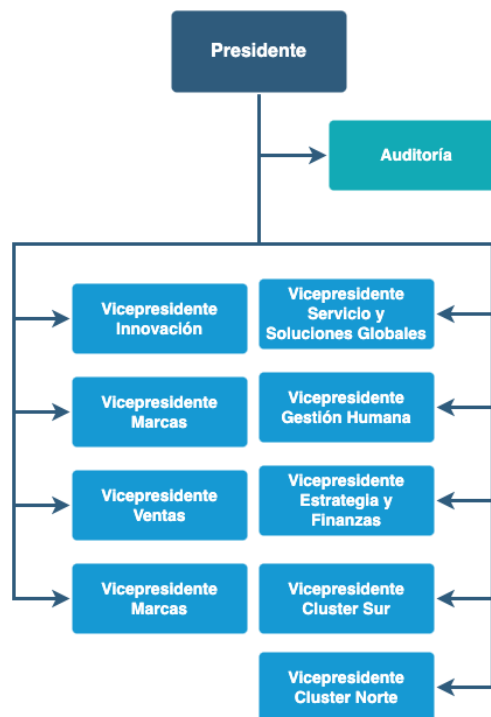 Presidente
Auditoría
Vicepresidente
Innovación
Vicepresidente
Servicio y
Soluciones Globales
Vicepresidente
Marcas
Vicepresidente
Gestión Humana
Vicepresidente
Ventas
Vicepresidente
Estrategia y
Finanzas
Vicepresidente
Marcas
Vicepresidente
Cluster Sur
Vicepresidente
Cluster Norte